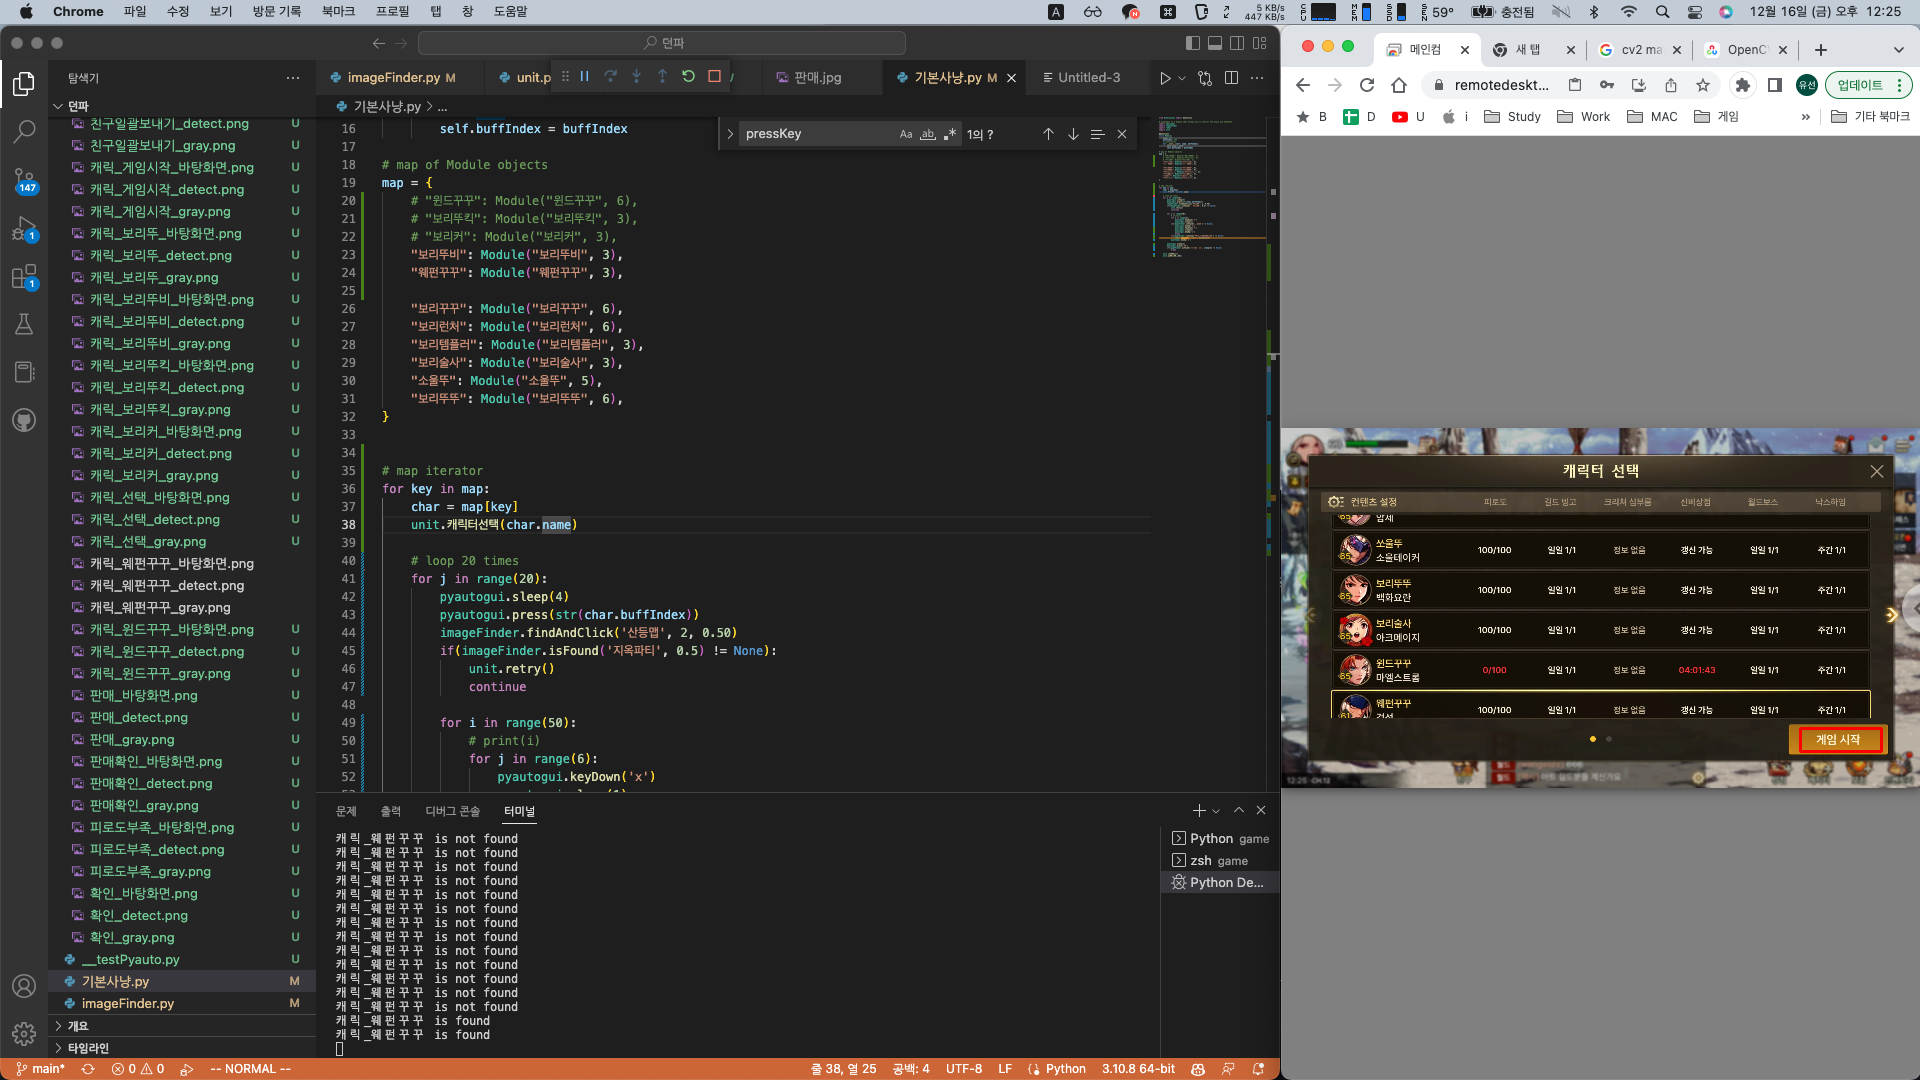 Chrome 파일 수정 보기 방문 기록 북마크 프로필 탭 창 도움말
5 KB/s
447 KB/s
59° 충전됨 12월 16일 (금) 오후 12:25
던파
탐색기
던파
친구일괄보내기_detect.png U
친구일괄보내기_gray.png U
캐릭_게임시작_바탕화면.png U
캐릭_게임시작_detect.png U
캐릭_게임시작_gray.png U
캐릭_보리뚜_바탕화면.png U
캐릭_보리뚜_detect.png U
캐릭_보리뚜_gray.png U
캐릭_보리뚜비_바탕화면.png U
캐릭_보리뚜비_detect.png U
캐릭_보리뚜비_gray.png U
캐릭_보리뚜킥_바탕화면.png U
캐릭_보리뚜킥_detect.png U
캐릭_보리뚜킥_gray.png U
캐릭_보리커_바탕화면.png U
캐릭_보리커_detect.png U
캐릭_보리커_gray.png U
캐릭_선택_바탕화면.png U
캐릭_선택_detect.png U
캐릭_선택_gray.png U
캐릭_웨펀꾸꾸_바탕화면.png
캐릭_웨펀꾸꾸_detect.png
캐릭_웨펀꾸꾸_gray.png
캐릭_윈드꾸꾸_바탕화면.png U
캐릭_윈드꾸꾸_detect.png U
캐릭_윈드꾸꾸_gray.png U
판매_바탕화면.png U
판매_detect.png U
판매_gray.png U
판매확인_바탕화면.png U
판매확인_detect.png U
판매확인_gray.png U
피로도부족_바탕화면.png U
피로도부족_detect.png U
피로도부족_gray.png U
확인_바탕화면.png U
확인_detect.png U
확인_gray.png U
__testPyauto.py U
기본사냥.py M
imageFinder.py M
개요
타임라인
147
1
1
imageFinder.py M unit.p 판매.jpg U 기본사냥.py M Untitled-3
기본사냥.py > ...
pressKey 1의 ?
16 self.buffIndex = buffIndex
17
18 # map of Module objects
19 map = {
20 # "윈드꾸꾸": Module("윈드꾸꾸", 6),
21 # "보리뚜킥": Module("보리뚜킥", 3),
22 # "보리커": Module("보리커", 3),
23 "보리뚜비": Module("보리뚜비", 3),
24 "웨펀꾸꾸": Module("웨펀꾸꾸", 3),
25
26 "보리꾸꾸": Module("보리꾸꾸", 6),
27 "보리런처": Module("보리런처", 6),
28 "보리템플러": Module("보리템플러", 3),
29 "보리술사": Module("보리술사", 3),
30 "소울뚜": Module("소울뚜", 5),
31 "보리뚜뚜": Module("보리뚜뚜", 6),
32 }
33
34
35 # map iterator
36 for key in map:
37 char = map[key]
38 unit.캐릭터선택(char.name)
39
40 # loop 20 times
41 for j in range(20):
42 pyautogui.sleep(4)
43 pyautogui.press(str(char.buffIndex))
44 imageFinder.findAndClick('산등맵', 2, 0.50)
45 if(imageFinder.isFound('지옥파티', 0.5) != None):
46 unit.retry()
47 continue
48
49 for i in range(50):
50 # print(i)
51 for j in range(6):
52 pyautogui.keyDown('x')
문제 출력 디버그 콘솔 터미널
캐릭_웨펀꾸꾸 is not found
캐릭_웨펀꾸꾸 is not found
캐릭_웨펀꾸꾸 is not found
캐릭_웨펀꾸꾸 is not found
캐릭_웨펀꾸꾸 is not found
캐릭_웨펀꾸꾸 is not found
캐릭_웨펀꾸꾸 is not found
캐릭_웨펀꾸꾸 is not found
캐릭_웨펀꾸꾸 is not found
캐릭_웨펀꾸꾸 is not found
캐릭_웨펀꾸꾸 is not found
캐릭_웨펀꾸꾸 is not found
캐릭_웨펀꾸꾸 is not found
캐릭_웨펀꾸꾸 is found
캐릭_웨펀꾸꾸 is found
Python game
zsh game
Python De...
main* 0 0 -- NORMAL -- 줄 38, 열 25 공백: 4 UTF-8 LF Python 3.10.8 64-bit
메인컴 새 탭 cv2 ma OpenC
remotedeskt... 유선 업데이트
B D U i Study Work MAC 게임 » 기타 북마크
캐릭터 선택
컨텐츠 설정 피로도 길드 빙고 크리쳐 심부름 신비상점 월드보스 낙스하임
암제
쏘울뚜
소울테이커 100/100 일일 1/1 정보 없음 갱신 가능 일일 1/1 주간 1/1
보리뚜뚜
백화요란 100/100 일일 1/1 정보 없음 갱신 가능 일일 1/1 주간 1/1
보리술사
아크메이지 100/100 일일 1/1 정보 없음 갱신 가능 일일 1/1 주간 1/1
윈드꾸꾸
마엘스트롬 0/100 일일 1/1 정보 없음 04:01:43 일일 1/1 주간 1/1
웨펀꾸꾸
100/100 일일 1/1 정보 없음 갱신 가능 일일 1/1 주간 1/1
게임 시작